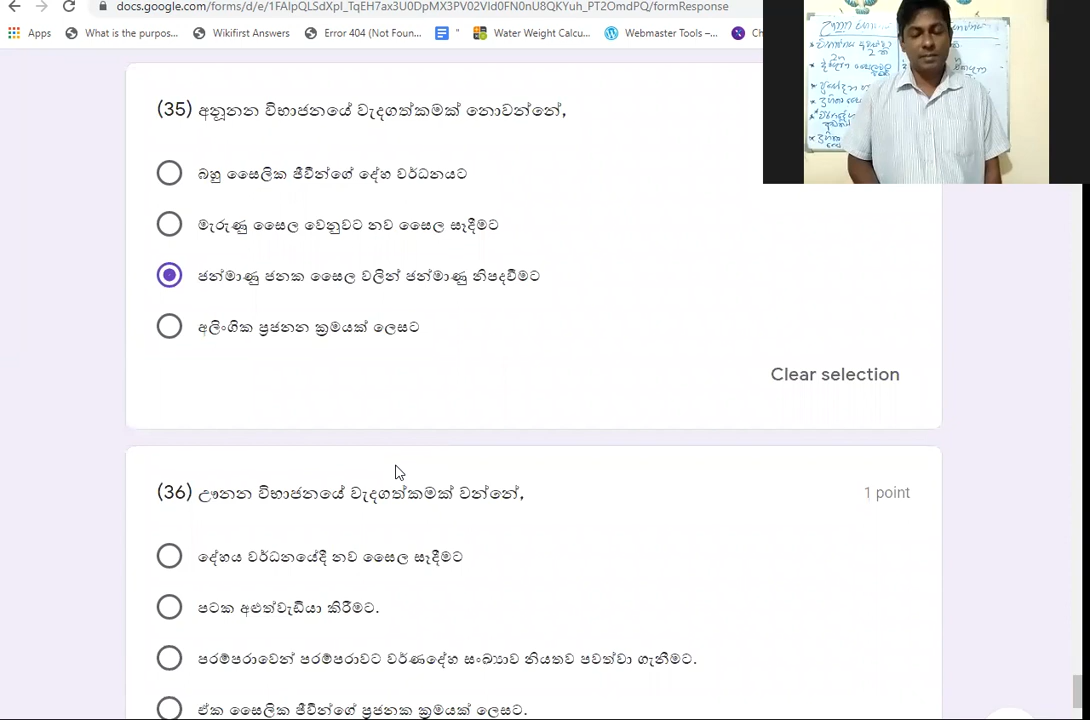 docs.google.com/forms/d/e/1FAIpQLSdXpl_TqEH7ax3U0DpMX3PV02VId0FN0nU8QKYuh_PT2OmdPQ/formResponse
Apps What is the purpos... Wikifirst Answers Error 404 (Not Foun... Water Weight Calcu... Webmaster Tools –...
(35) අනූනන විභාජනයේ වැදගත්කමක් නොවන්නේ,
බහු සෛලික ජීවීන්ගේ දේහ වර්ධනයට
මැරුණු සෛල වෙනුවට නව සෛල සෑදීමට
ජන්මාණු ජනක සෛල වලින් ජන්මාණු නිපදවීමට
අලිංගික ප්‍රජනන ක්‍රමයක් ලෙසට
Clear selection
(36) ඌනන විභාජනයේ වැදගත්කමක් වන්නේ,
1 point
දේහය වර්ධනයේදී නව සෛල සෑදීමට
පටක අළුත්වැඩියා කිරීමට.
පරම්පරාවෙන් පරම්පරාවට වර්ණදේහ සංඛ්‍යාව නියතව පවත්වා ගැනීමට.
ඒක සෛලික ජීවීන්ගේ ප්‍රජනක ක්‍රමයක් ලෙසට.